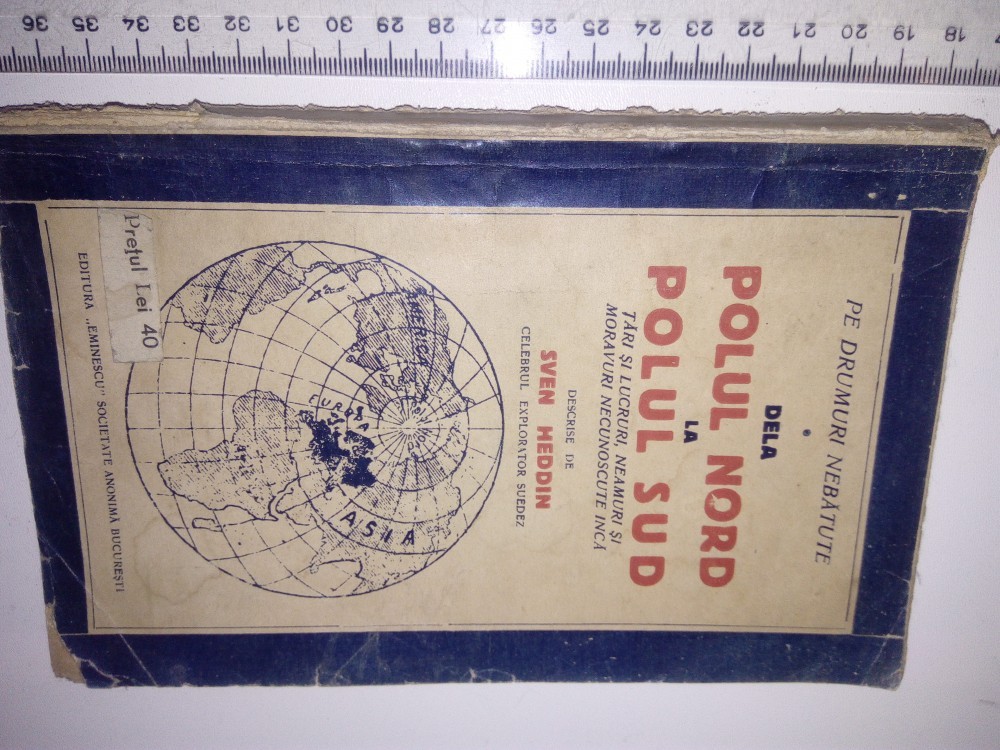 PE DRUMURI NEBĂTUTE
DELA
POLUL NORD
LA
POLUL SUD
ȚĂRI ȘI LUCRURI, NEAMURI ȘI
MORAVURI NECUNOSCUTE INCĂ
DESCRISE DE
SVEN HEDDIN
CELEBRUL EXPLORATOR SUEDEZ
AMERICA
EUROPA
ASIA
Prețul Lei 40
EDITURA „EMINESCU" SOCIETATE ANONIMĂ BUCUREȘTI
36 35 34 33 32 31 30 29 28 27 26 25 24 23 22 21 20 19 18